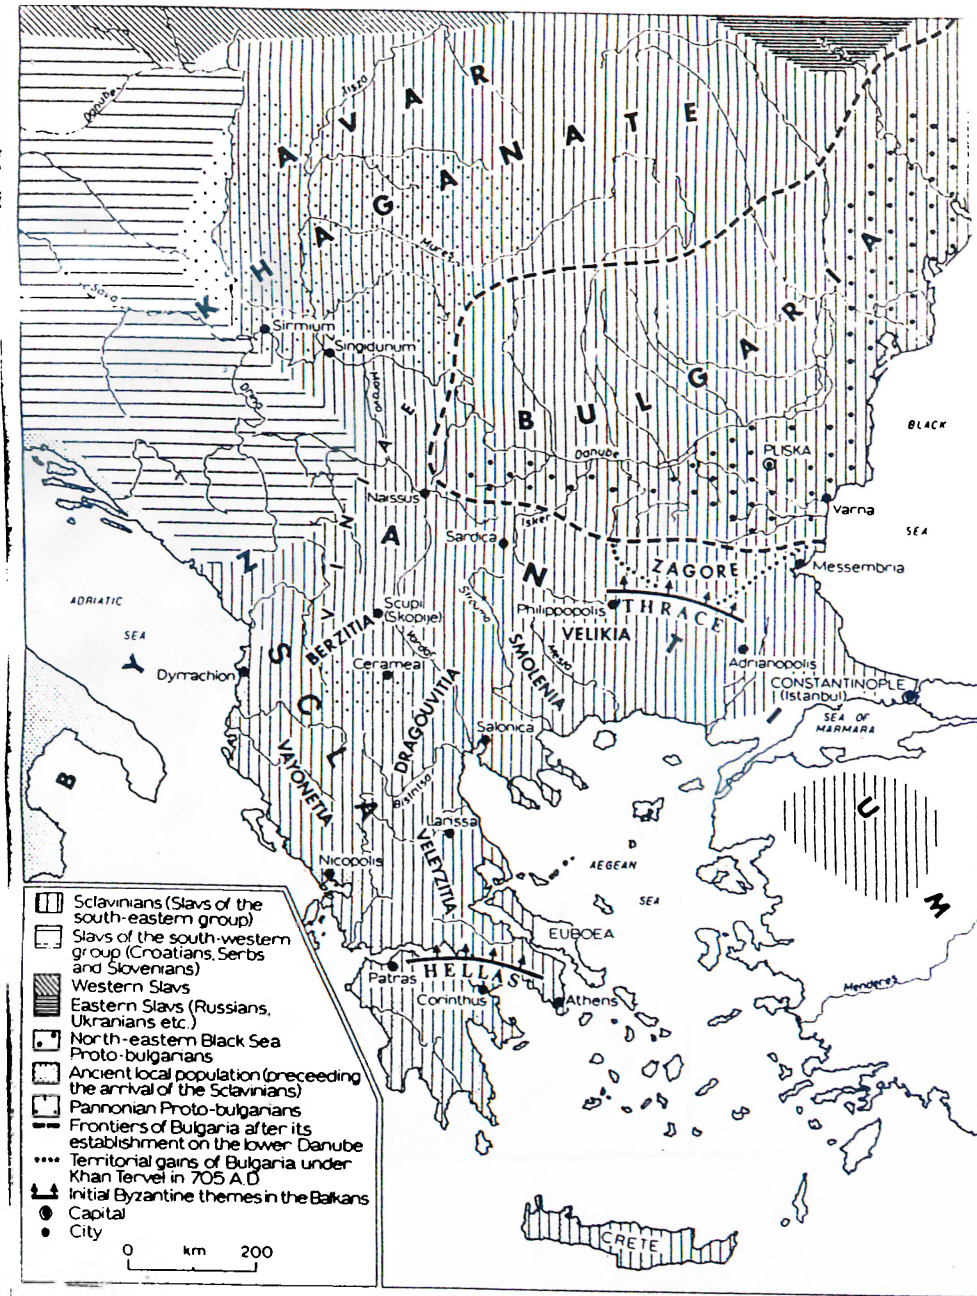 AVAR
KHAGANATE
Danube
Tisza
Mureş
Sava
Sirmium
Singidunum
Morava
BULGARIA
Danube
PLISKA
BLACK
SEA
Varna
Naissus
Isker
Sardica
ZAGORE
Messembria
Philippopolis
THRACE
VELIKIA
Adrianopolis
CONSTANTINOPLE
(Istanbul)
SEA OF
MARMARA
ADRIATIC
SEA
Scupi
(Skopije)
BERZITIA
Vardar
Struma
Mesta
SMOLENIA
Dyrrachion
Cerameal
DRAGOUVITIA
Salonica
SCLAVINIAE
VAYONETIA
Bistritsa
Larissa
VELEYZITIA
Nicopolis
AEGEAN
SEA
EUBOEA
BYZANTIUM
Menderes
HELLAS
Patras
Corinthus
Athens
CRETE
Sclavinians (Slavs of the
south-eastern group)
Slavs of the south-western
group (Croatians, Serbs
and Slovenians)
Western Slavs
Eastern Slavs (Russians,
Ukranians etc.)
North-eastern Black Sea
Proto-bulgarians
Ancient local population (preceeding
the arrival of the Sclavinians)
Pannonian Proto-bulgarians
Frontiers of Bulgaria after its
establishment on the lower Danube
Territorial gains of Bulgaria under
Khan Tervel in 705 A.D
Initial Byzantine themes in the Balkans
Capital
City
0 km 200